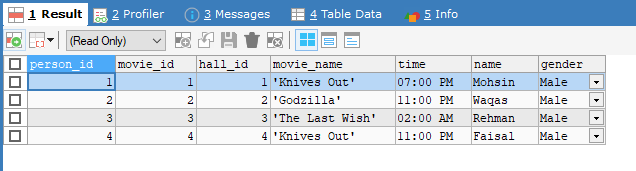 1 Result 2 Profiler 3 Messages 4 Table Data 5 Info
(Read Only)
person_id movie_id hall_id movie_name time name gender
1 1 1 'Knives Out' 07:00 PM Mohsin Male
2 2 2 'Godzilla' 11:00 PM Waqas Male
3 3 3 'The Last Wish' 02:00 AM Rehman Male
4 4 4 'Knives Out' 11:00 PM Faisal Male